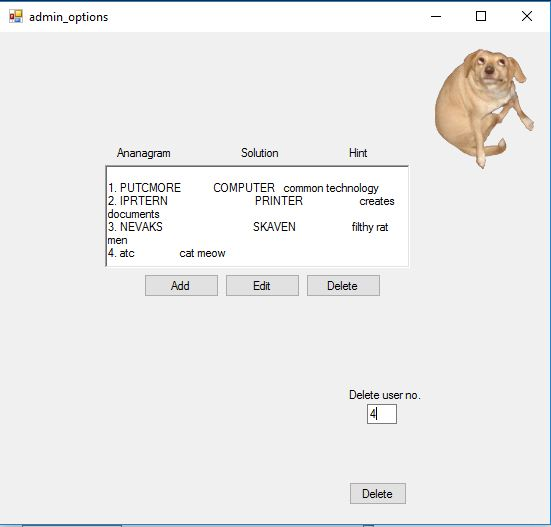 admin_options
Ananagram Solution Hint
1. PUTCMORE COMPUTER common technology
2. IPRTERN PRINTER creates
documents
3. NEVAKS SKAVEN filthy rat
men
4. atc cat meow
Add Edit Delete
Delete user no.
4
Delete